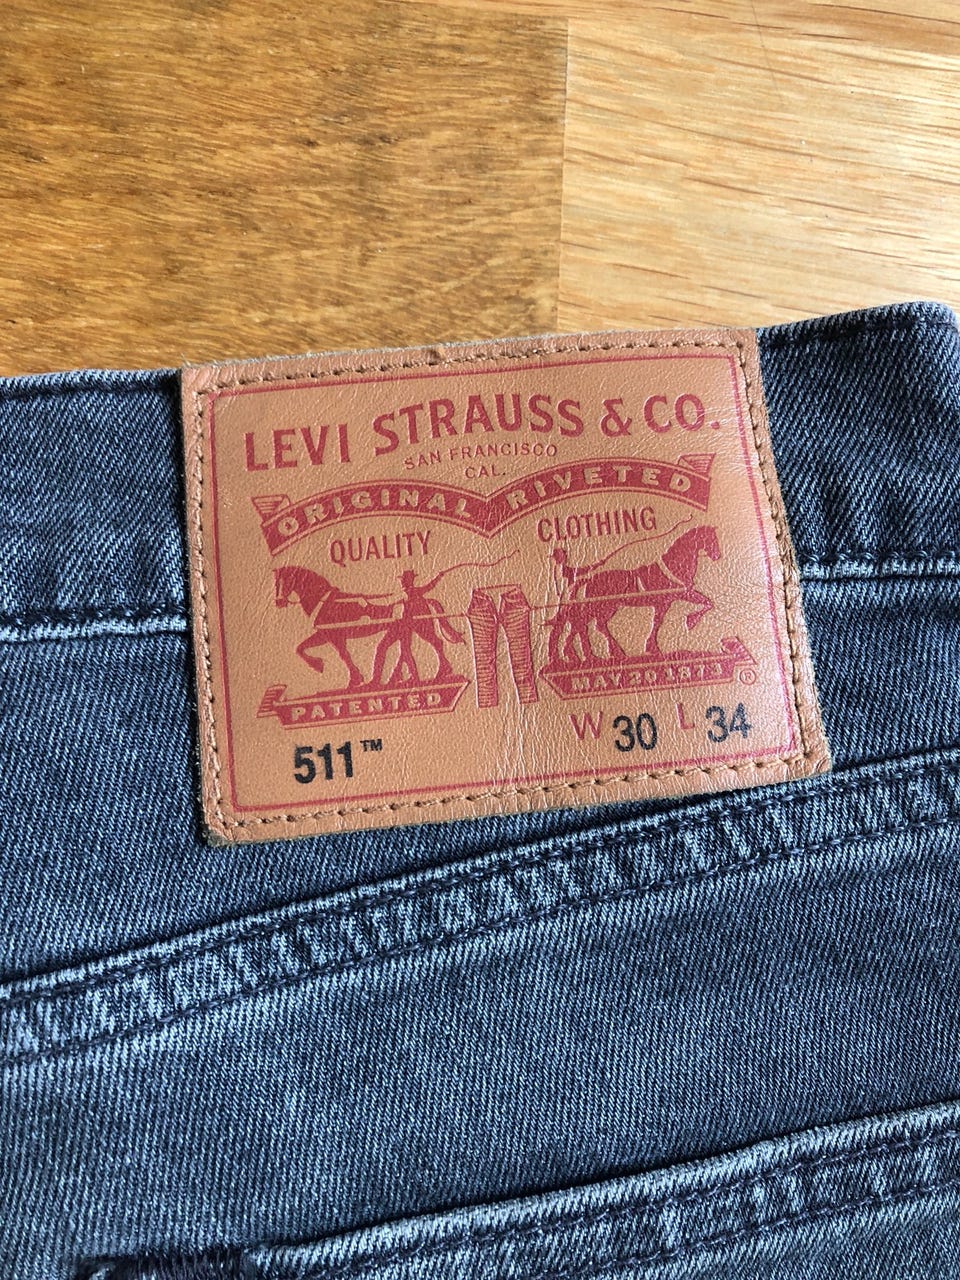 LEVI STRAUSS & CO.
SAN FRANCISCO
CAL.
ORIGINAL RIVETED
QUALITY CLOTHING
PATENTED MAY 20 1873 ®
511™ W 30 L 34